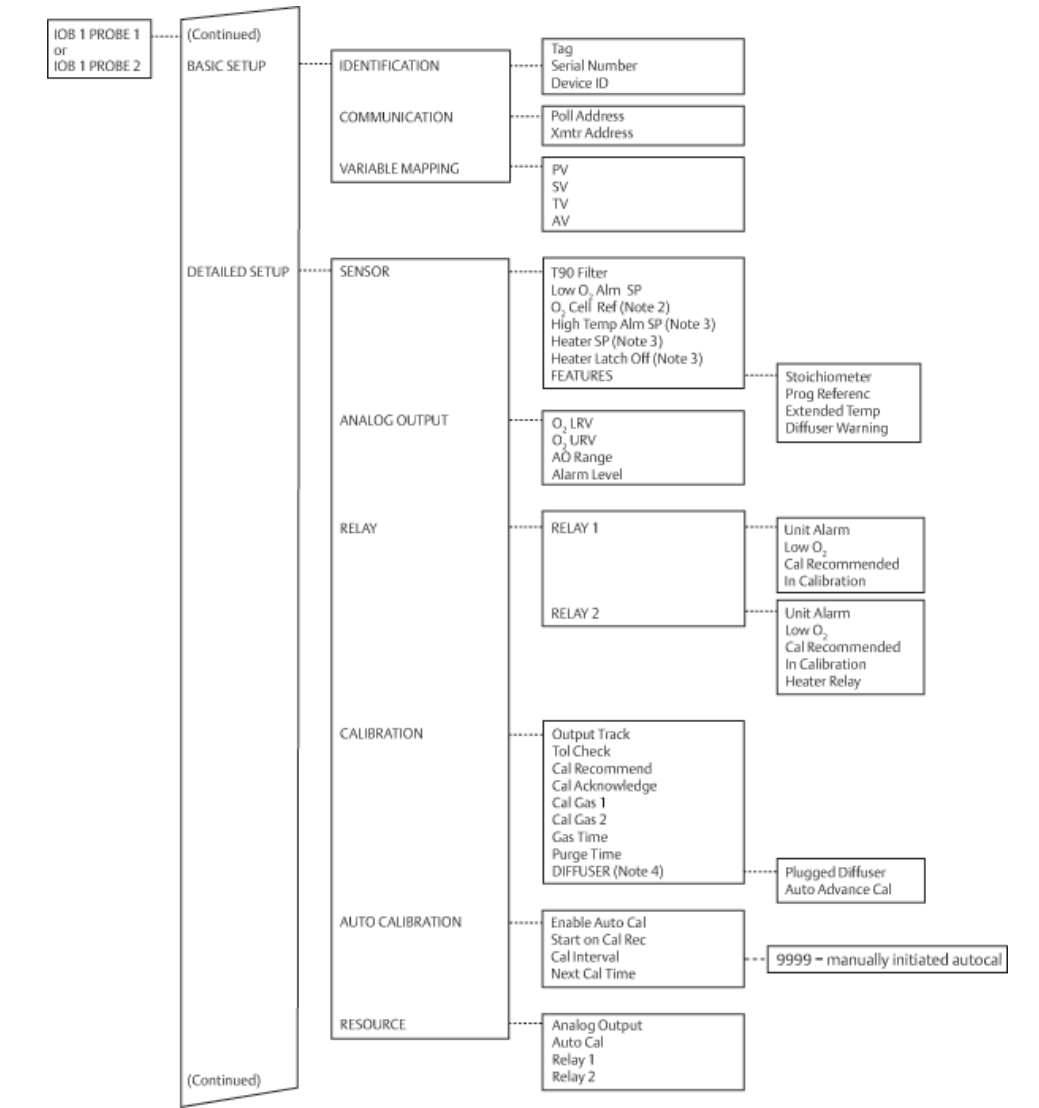 IOB 1 PROBE 1
or
IOB 1 PROBE 2
(Continued)
BASIC SETUP
IDENTIFICATION
Tag
Serial Number
Device ID
COMMUNICATION
Poll Address
Xmtr Address
VARIABLE MAPPING
PV
SV
TV
AV
DETAILED SETUP
SENSOR
T90 Filter
Low O₂ Alm SP
O₂ Cell Ref (Note 2)
High Temp Alm SP (Note 3)
Heater SP (Note 3)
Heater Latch Off (Note 3)
FEATURES
Stoichiometer
Prog Referenc
Extended Temp
Diffuser Warning
ANALOG OUTPUT
O₂ LRV
O₂ URV
AO Range
Alarm Level
RELAY
RELAY 1
Unit Alarm
Low O₂
Cal Recommended
In Calibration
RELAY 2
Unit Alarm
Low O₂
Cal Recommended
In Calibration
Heater Relay
CALIBRATION
Output Track
Tol Check
Cal Recommend
Cal Acknowledge
Cal Gas 1
Cal Gas 2
Gas Time
Purge Time
DIFFUSER (Note 4)
Plugged Diffuser
Auto Advance Cal
AUTO CALIBRATION
Enable Auto Cal
Start on Cal Rec
Cal Interval
Next Cal Time
9999 = manually initiated autocal
RESOURCE
Analog Output
Auto Cal
Relay 1
Relay 2
(Continued)